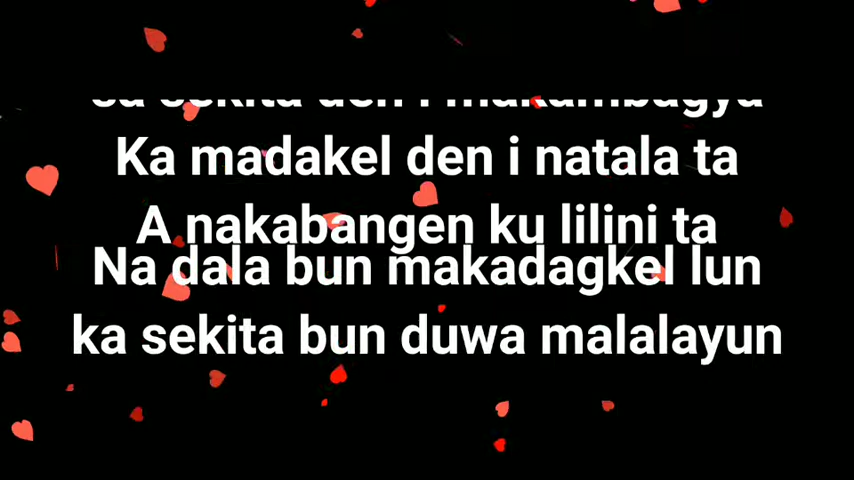 sa sekita den i makambagya
Ka madakel den i natala ta
A nakabangen ku lilini ta
Na dala bun makadagkel lun
ka sekita bun duwa malalayun